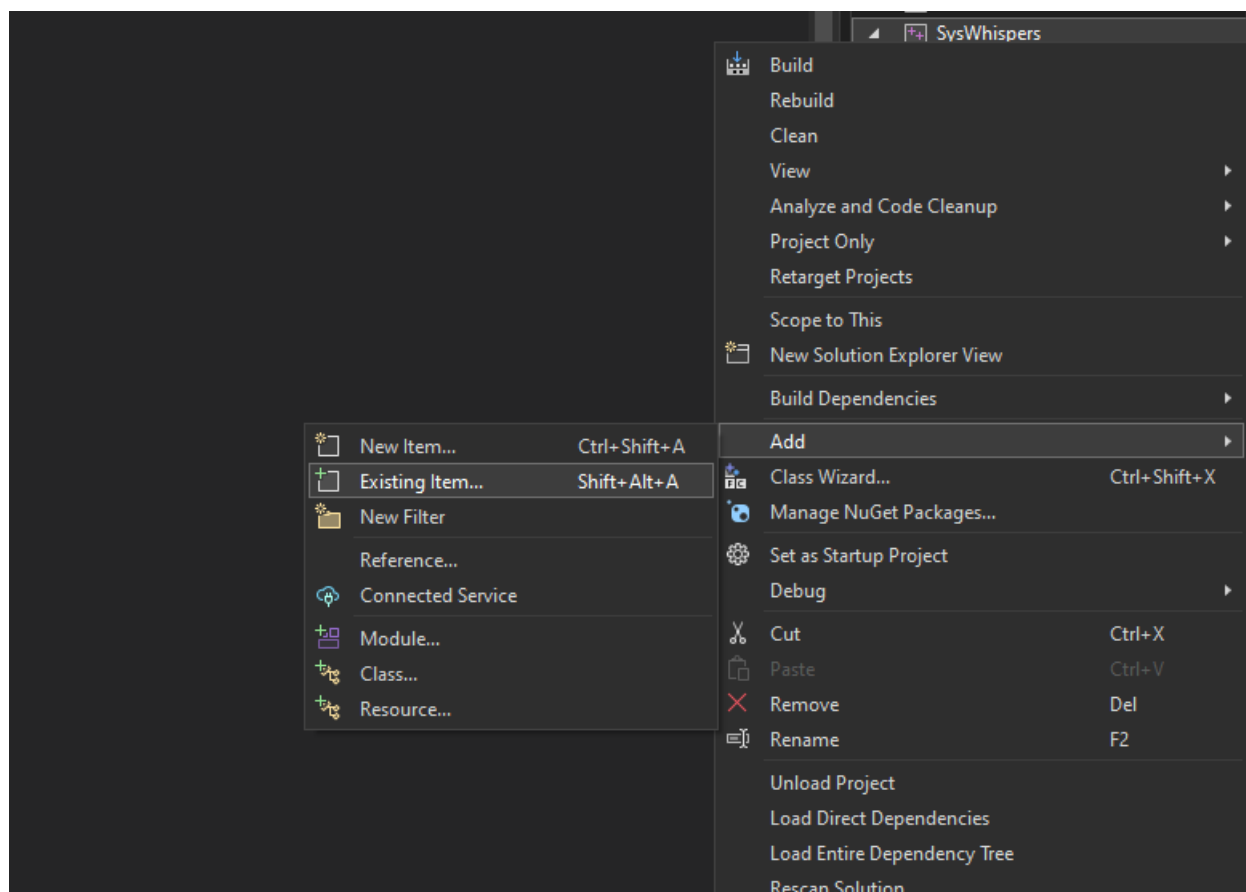 SysWhispers
Build
Rebuild
Clean
View
Analyze and Code Cleanup
Project Only
Retarget Projects
Scope to This
New Solution Explorer View
Build Dependencies
Add
Class Wizard... Ctrl+Shift+X
Manage NuGet Packages...
Set as Startup Project
Debug
Cut Ctrl+X
Paste Ctrl+V
Remove Del
Rename F2
Unload Project
Load Direct Dependencies
Load Entire Dependency Tree
Rescan Solution
New Item... Ctrl+Shift+A
Existing Item... Shift+Alt+A
New Filter
Reference...
Connected Service
Module...
Class...
Resource...